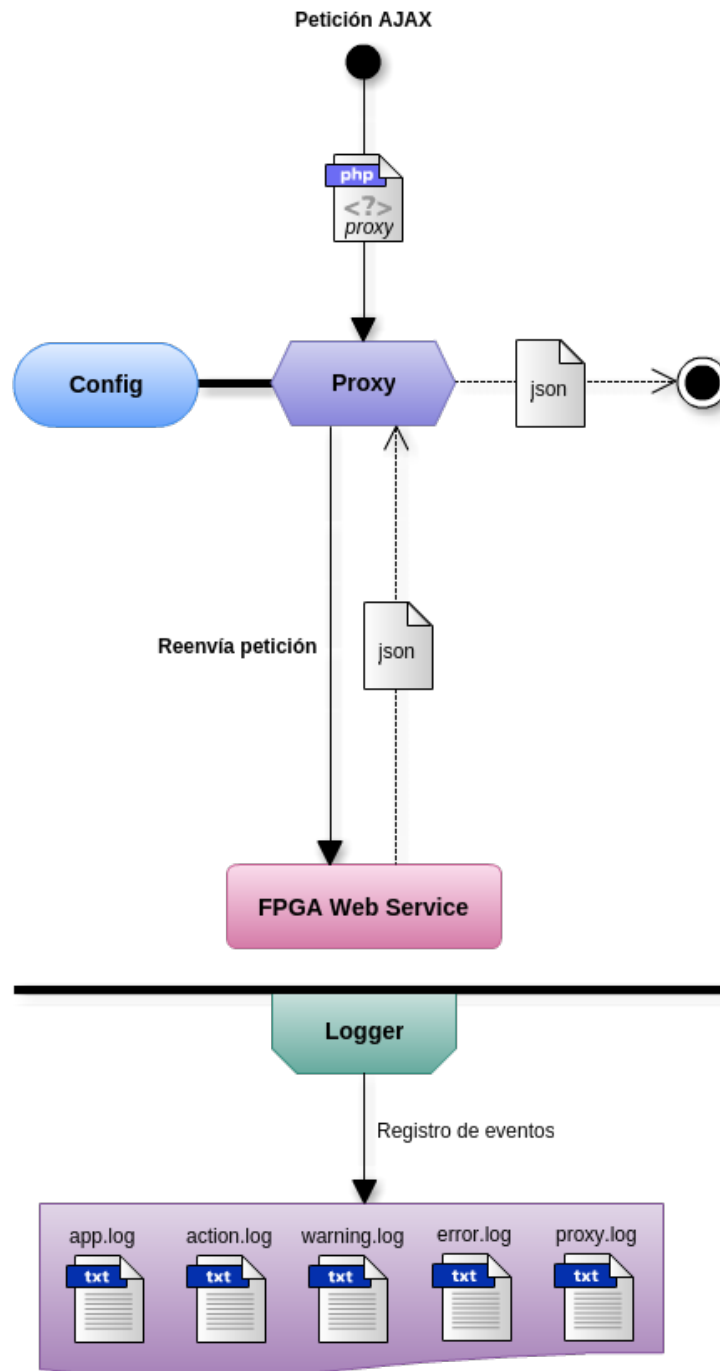 Petición AJAX
php
<?>
proxy
Config
Proxy
json
Reenvía petición
json
FPGA Web Service
Logger
Registro de eventos
app.log action.log warning.log error.log proxy.log
txt txt txt txt txt